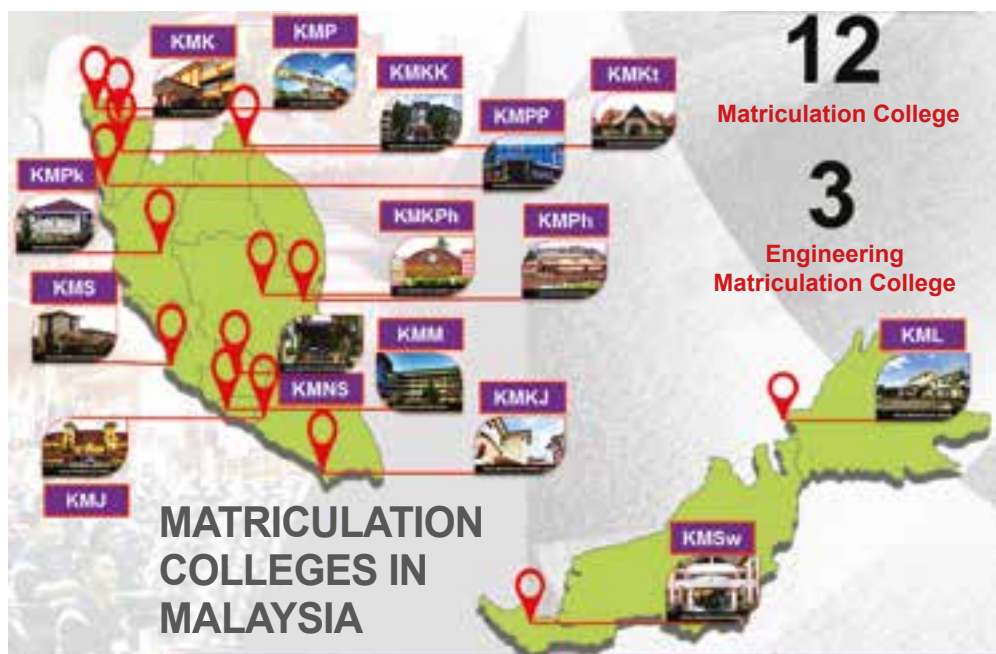 KMK
KMP
KMKK
KMKt
KMPP
12
Matriculation College
KMPk
3
Engineering
Matriculation College
KMKPh
KMPh
KMS
KMM
KML
KMNS
KMKJ
KMJ
MATRICULATION
COLLEGES IN
MALAYSIA
KMSw